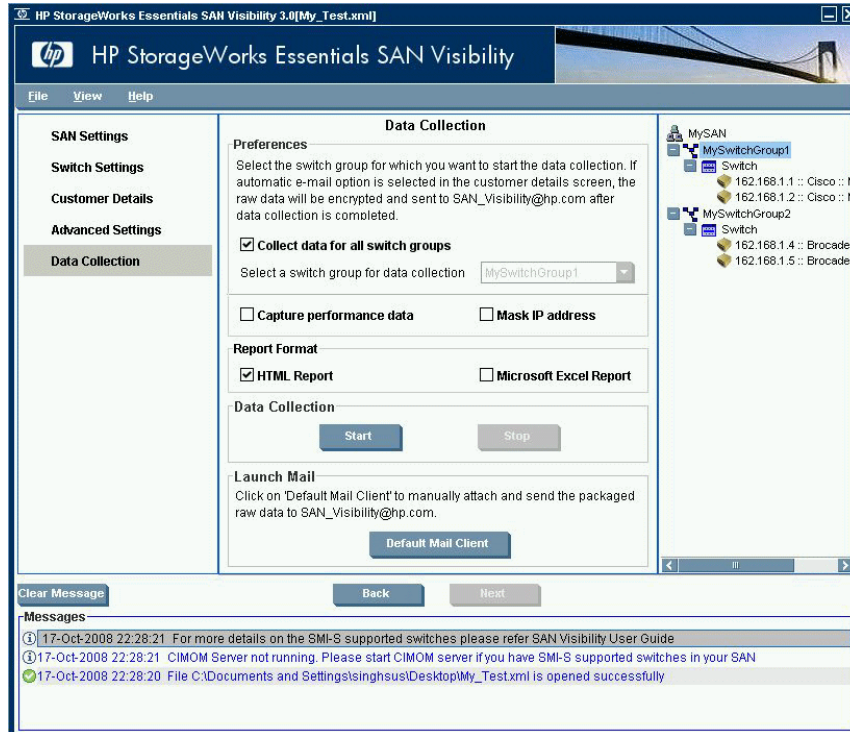 HP StorageWorks Essentials SAN Visibility 3.0[My_Test.xml]
hp HP StorageWorks Essentials SAN Visibility
File View Help
SAN Settings
Switch Settings
Customer Details
Advanced Settings
Data Collection
Data Collection
Preferences
Select the switch group for which you want to start the data collection. If
automatic e-mail option is selected in the customer details screen, the
raw data will be encrypted and sent to SAN_Visibility@hp.com after
data collection is completed.
Collect data for all switch groups
Select a switch group for data collection MySwitchGroup1
Capture performance data Mask IP address
Report Format
HTML Report Microsoft Excel Report
Data Collection
Start Stop
Launch Mail
Click on 'Default Mail Client' to manually attach and send the packaged
raw data to SAN_Visibility@hp.com.
Default Mail Client
MySAN
MySwitchGroup1
Switch
162.168.1.1 :: Cisco ::
162.168.1.2 :: Cisco ::
MySwitchGroup2
Switch
162.168.1.4 :: Brocade
162.168.1.5 :: Brocade
Clear Message Back Next
Messages
17-Oct-2008 22:28:21 For more details on the SMI-S supported switches please refer SAN Visibility User Guide
17-Oct-2008 22:28:21 CIMOM Server not running. Please start CIMOM server if you have SMI-S supported switches in your SAN
17-Oct-2008 22:28:20 File C:\Documents and Settings\singhsus\Desktop\My_Test.xml is opened successfully